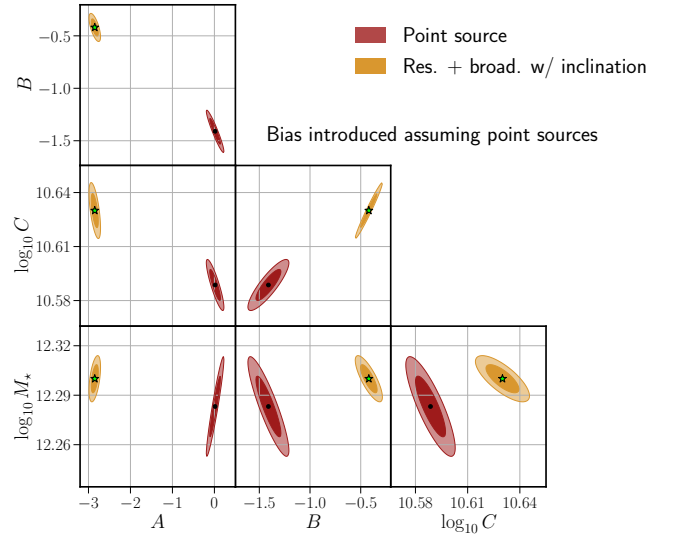 Point source
Res. + broad. w/ inclination
Bias introduced assuming point sources
B
−0.5
−1.0
−1.5
log₁₀ C
10.64
10.61
10.58
log₁₀ M⋆
12.32
12.29
12.26
−3 −2 −1 0
−1.5 −1.0 −0.5
10.58 10.61 10.64
A B log₁₀ C